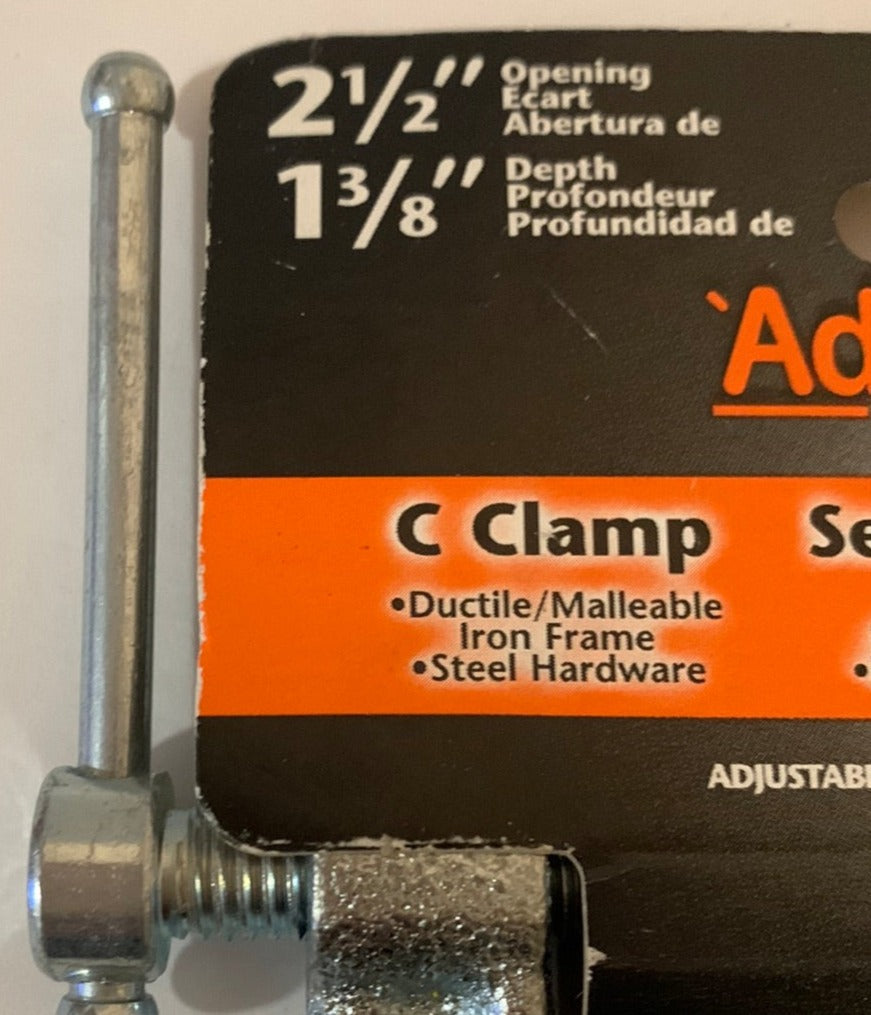 2 1/2" Opening
Écart
Abertura de
1 3/8" Depth
Profondeur
Profundidad de
C Clamp
•Ductile/Malleable
Iron Frame
•Steel Hardware